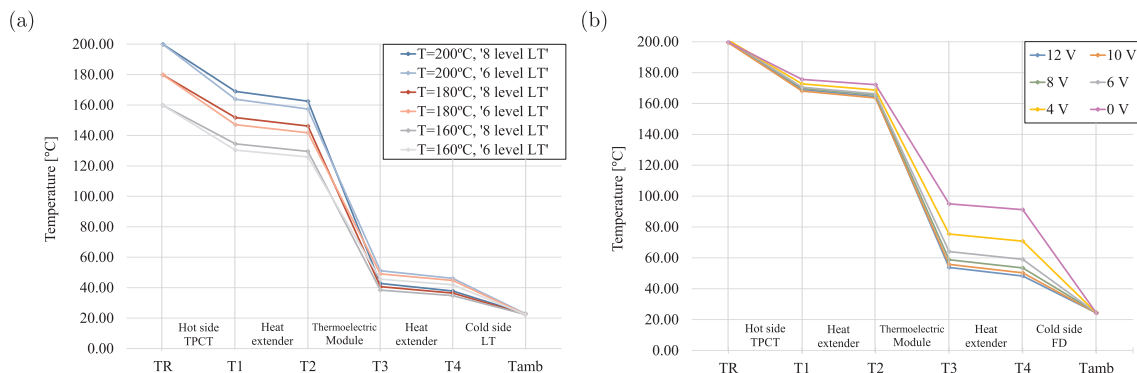 (a)
Temperature [°C]
200.00
180.00
160.00
140.00
120.00
100.00
80.00
60.00
40.00
20.00
0.00
T=200ºC, '8 level LT'
T=200ºC, '6 level LT'
T=180ºC, '8 level LT'
T=180ºC, '6 level LT'
T=160ºC, '8 level LT'
T=160ºC, '6 level LT'
Hot side
TPCT
Heat
extender
Thermoelectric
Module
Heat
extender
Cold side
LT
TR T1 T2 T3 T4 Tamb
(b)
Temperature [°C]
200.00
180.00
160.00
140.00
120.00
100.00
80.00
60.00
40.00
20.00
0.00
12 V 10 V
8 V 6 V
4 V 0 V
Hot side
TPCT
Heat
extender
Thermoelectric
Module
Heat
extender
Cold side
FD
TR T1 T2 T3 T4 Tamb